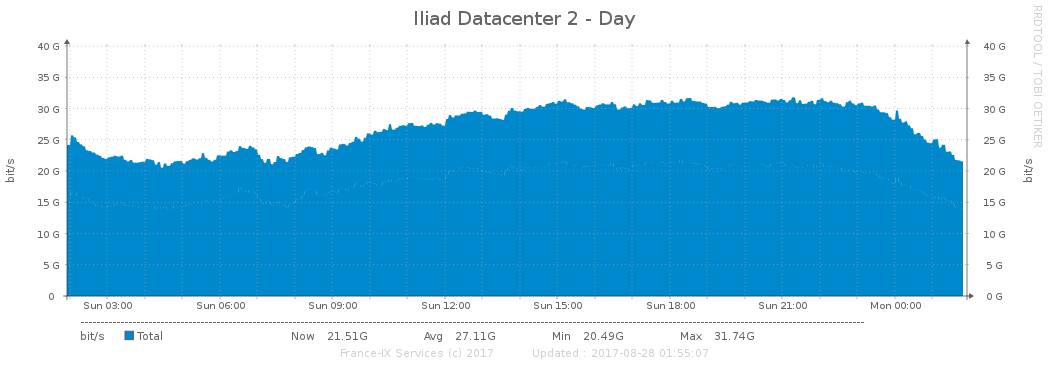 Iliad Datacenter 2 - Day
RRDTOOL / TOBI OETIKER
40 G 40 G
35 G 35 G
30 G 30 G
25 G 25 G
20 G 20 G
15 G 15 G
10 G 10 G
5 G 5 G
0 0 G
bit/s bit/s
Sun 03:00 Sun 06:00 Sun 09:00 Sun 12:00 Sun 15:00 Sun 18:00 Sun 21:00 Mon 00:00
bit/s Total Now 21.51G Avg 27.11G Min 20.49G Max 31.74G
France-IX Services (c) 2017 Updated : 2017-08-28 01:55:07